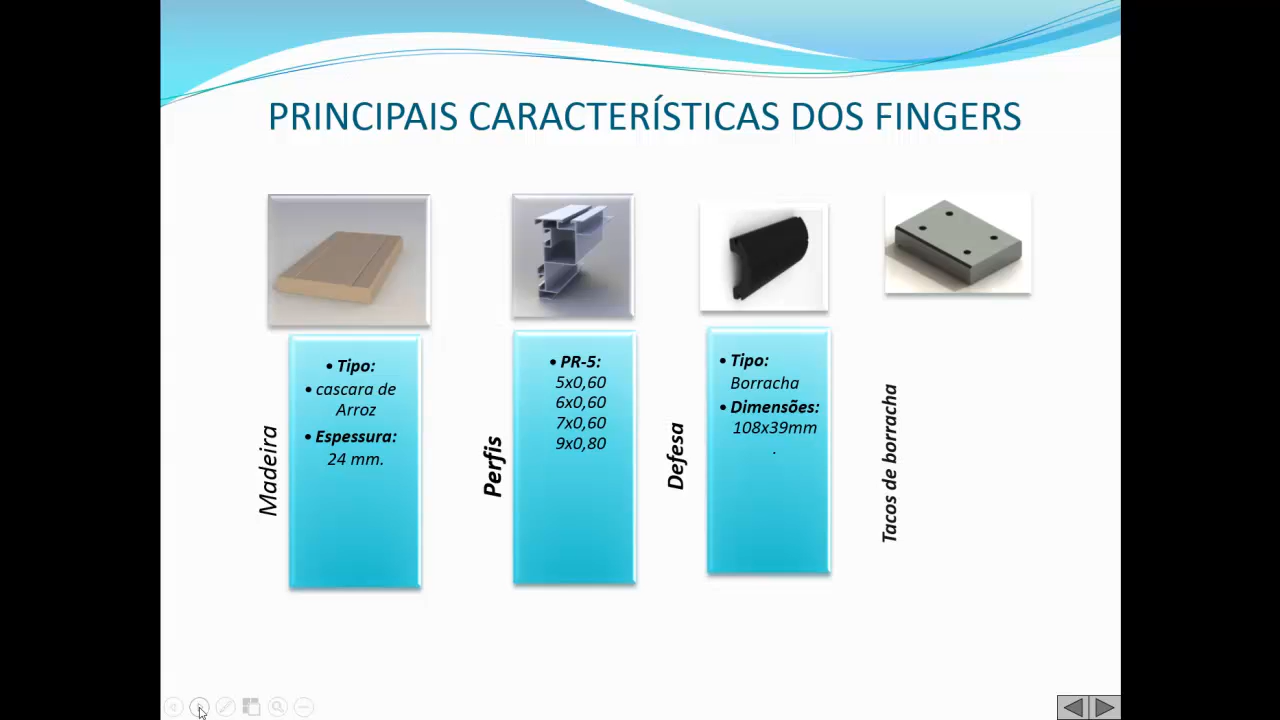 PRINCIPAIS CARACTERÍSTICAS DOS FINGERS
Madeira
• Tipo:
• cascara de
Arroz
• Espessura:
24 mm.
Perfis
• PR-5:
5x0,60
6x0,60
7x0,60
9x0,80
Defesa
• Tipo:
Borracha
• Dimensões:
108x39mm
.
Tacos de borracha